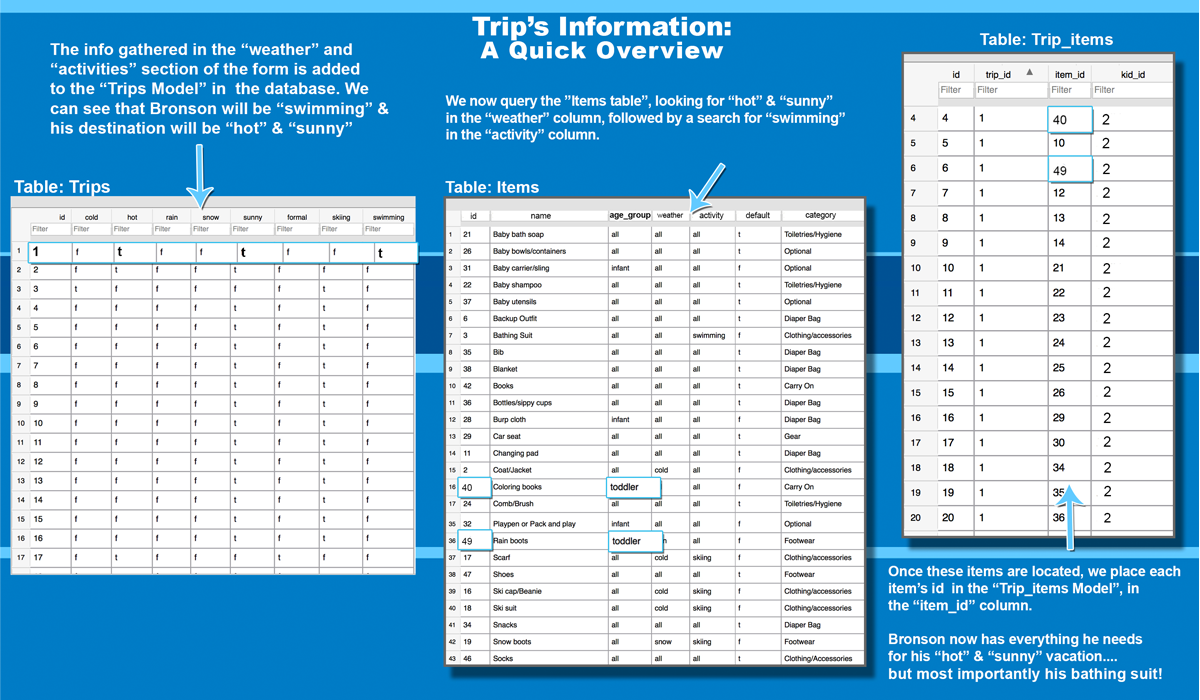 Trip's Information:
A Quick Overview
The info gathered in the “weather” and
“activities” section of the form is added
to the “Trips Model” in the database. We
can see that Bronson will be “swimming” &
his destination will be “hot” & “sunny”
Table: Trips
id cold hot rain snow sunny formal skiing swimming
Filter Filter Filter Filter Filter Filter Filter Filter Filter
1 1 f t f f t f f t
2 2 f t f f t f t f
3 3 t f f f t f t f
4 4 f f f f t f t f
5 5 f f f f t f t f
6 6 f f f f t f t f
7 7 f t f f t f t f
8 8 f f f f t f t f
9 9 f f f f t f t f
10 10 f f f f t f t f
11 11 f f f f t f t f
12 12 f f f f t f t f
13 13 f f f f t f t f
14 14 f f f f t f t f
15 15 f f f f t f t f
16 16 f f f f t f t f
17 17 f t f f t f t f
We now query the ”Items table”, looking for “hot” & “sunny”
in the “weather” column, followed by a search for “swimming”
in the “activity” column.
Table: Items
id name age_group weather activity default category
1 21 Baby bath soap all all all t Toiletries/Hygiene
2 26 Baby bowls/containers all all all f Optional
3 31 Baby carrier/sling infant all all f Optional
4 22 Baby shampoo all all all t Toiletries/Hygiene
5 37 Baby utensils all all all t Optional
6 6 Backup Outfit all all all t Diaper Bag
7 3 Bathing Suit all all swimming f Clothing/accessories
8 35 Bib all all all t Diaper Bag
9 38 Blanket all all all t Diaper Bag
10 42 Books all all all t Carry On
11 36 Bottles/sippy cups all all all t Diaper Bag
12 28 Burp cloth infant all all f Diaper Bag
13 29 Car seat all all all t Gear
14 11 Changing pad all all all t Diaper Bag
15 2 Coat/Jacket all cold all f Clothing/accessories
16 40 Coloring books toddler all all f Carry On
17 24 Comb/Brush all all all t Toiletries/Hygiene
35 32 Playpen or Pack and play infant all all f Optional
36 49 Rain boots toddler all f Footwear
37 17 Scarf all cold skiing f Clothing/accessories
38 47 Shoes all all all t Footwear
39 16 Ski cap/Beanie all cold skiing f Clothing/accessories
40 18 Ski suit all cold skiing f Clothing/accessories
41 34 Snacks all all all t Diaper Bag
42 19 Snow boots all snow skiing f Footwear
43 46 Socks all all all t Clothing/Accessories
Table: Trip_items
id trip_id item_id kid_id
Filter Filter Filter Filter
4 4 1 40 2
5 5 1 10 2
6 6 1 49 2
7 7 1 12 2
8 8 1 13 2
9 9 1 14 2
10 10 1 21 2
11 11 1 22 2
12 12 1 23 2
13 13 1 24 2
14 14 1 25 2
15 15 1 26 2
16 16 1 29 2
17 17 1 30 2
18 18 1 34 2
19 19 1 35 2
20 20 1 36 2
Once these items are located, we place each
item's id in the “Trip_items Model”, in
the “item_id” column.
Bronson now has everything he needs
for his “hot” & “sunny” vacation....
but most importantly his bathing suit!